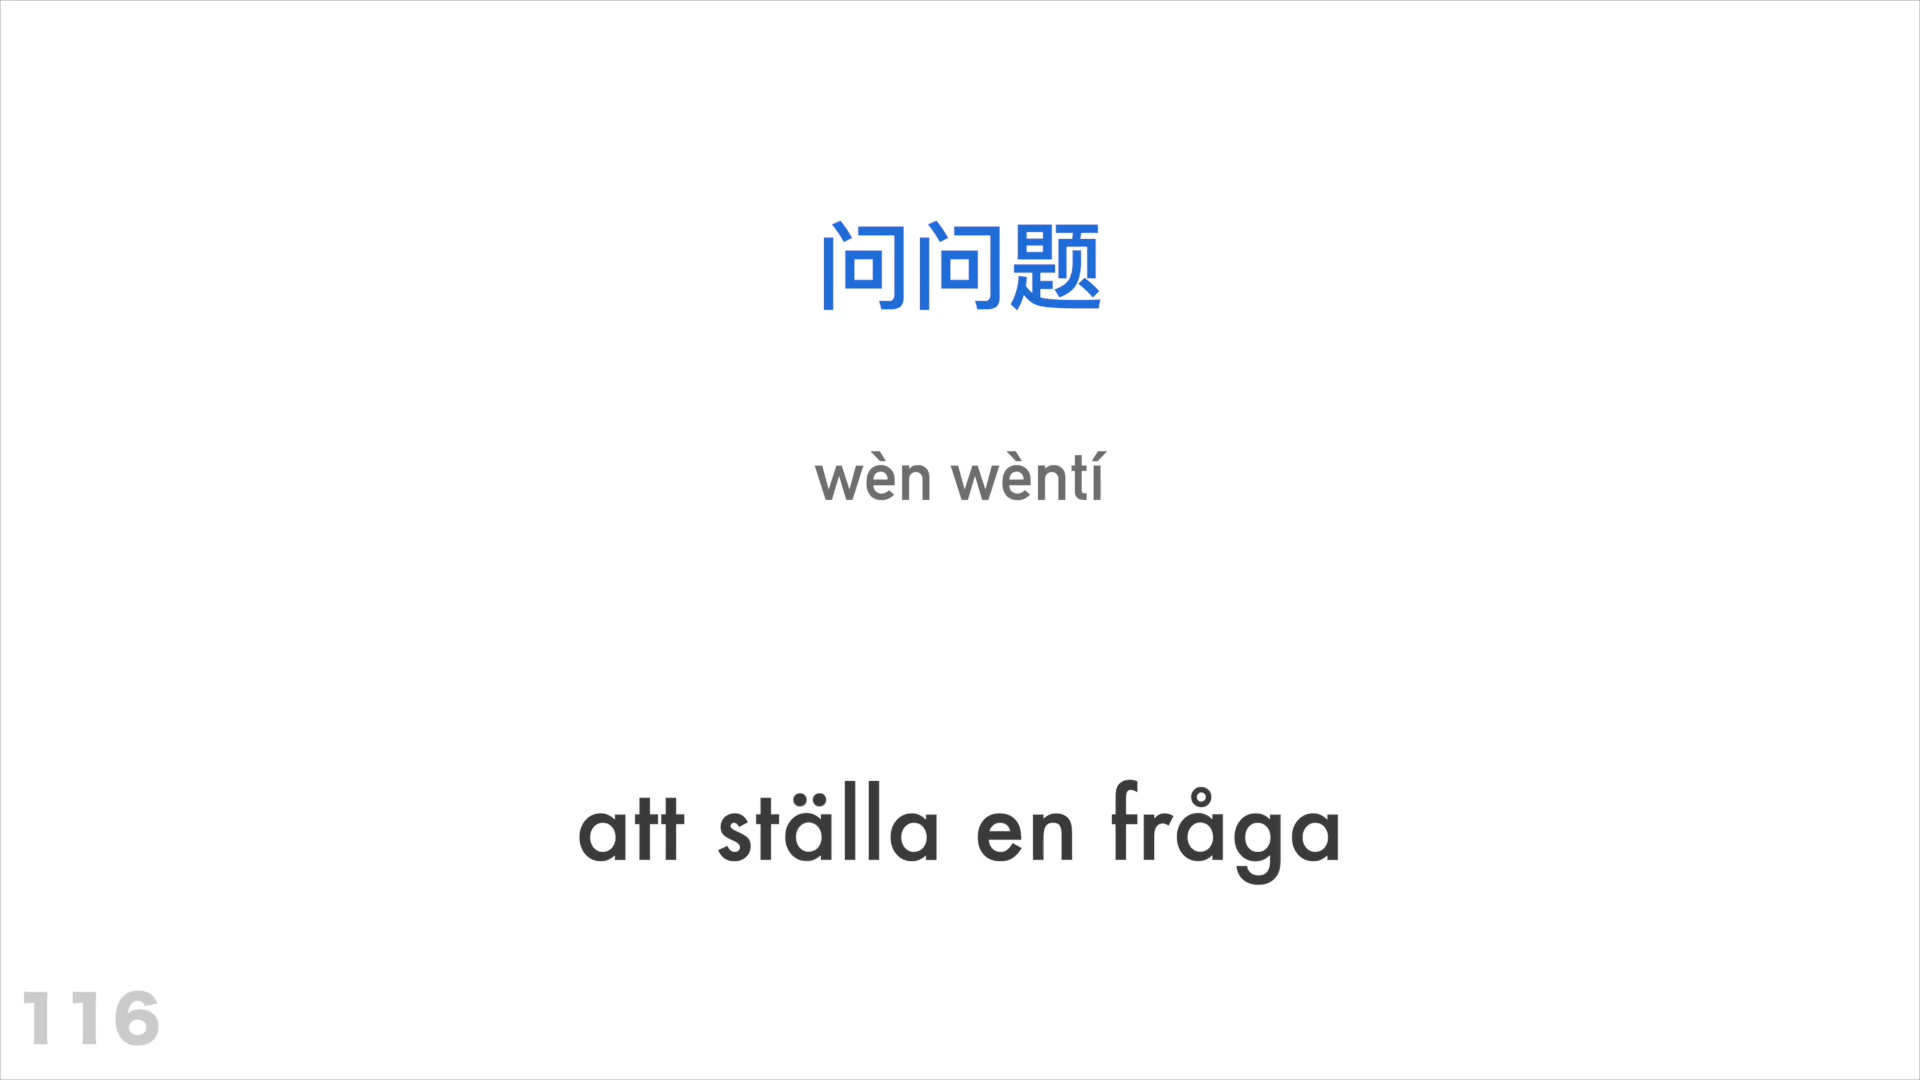 问问题
wèn wèntí
att ställa en fråga
116